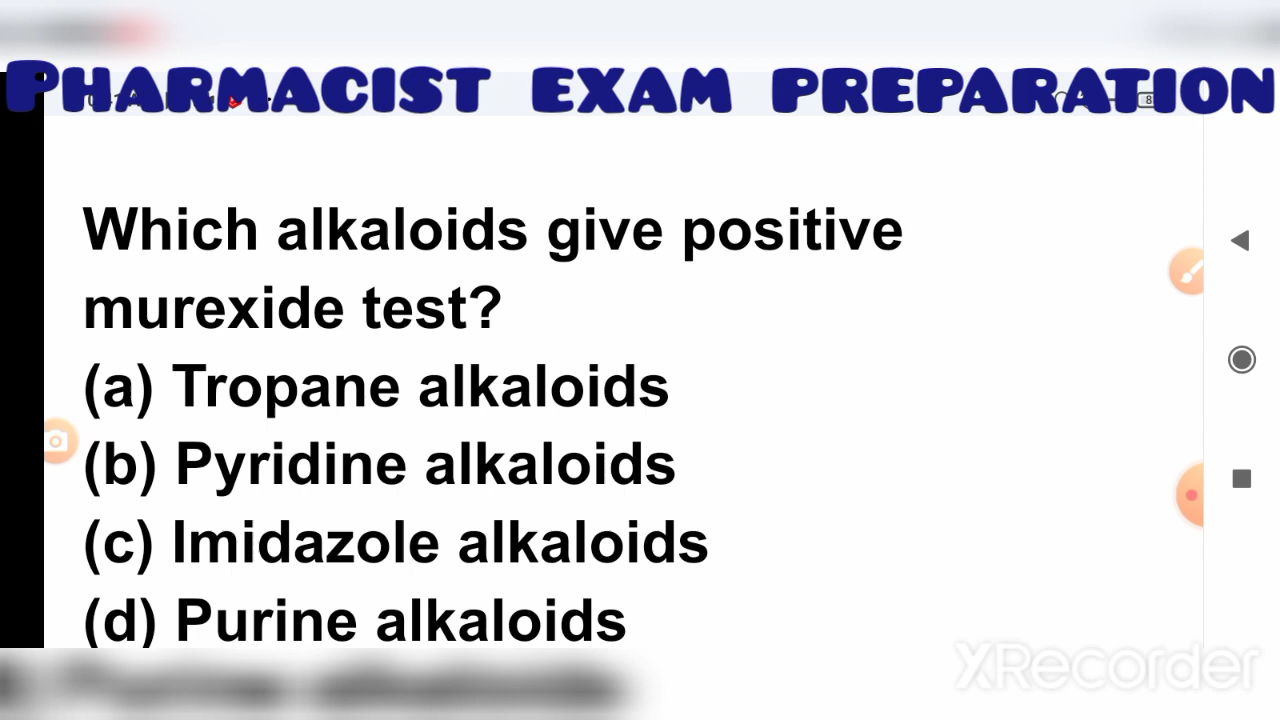 PHARMACIST EXAM PREPARATION
Which alkaloids give positive
murexide test?
(a) Tropane alkaloids
(b) Pyridine alkaloids
(c) Imidazole alkaloids
(d) Purine alkaloids
XRecorder